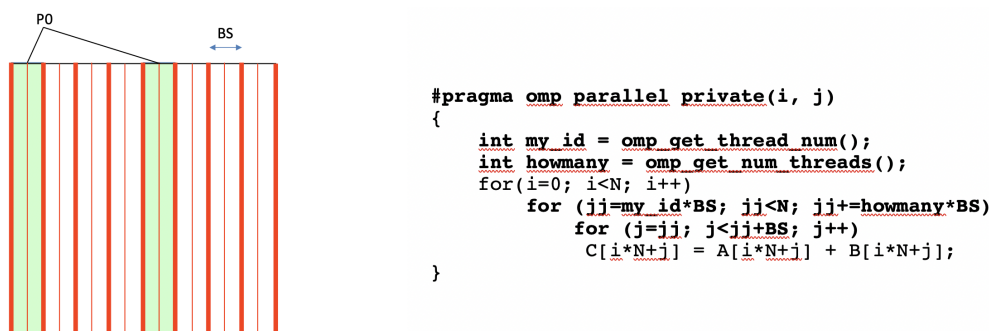 P0
BS
#pragma omp parallel private(i, j)
{
int my_id = omp_get_thread_num();
int howmany = omp_get_num_threads();
for(i=0; i<N; i++)
for (jj=my_id*BS; jj<N; jj+=howmany*BS)
for (j=jj; j<jj+BS; j++)
C[i*N+j] = A[i*N+j] + B[i*N+j];
}